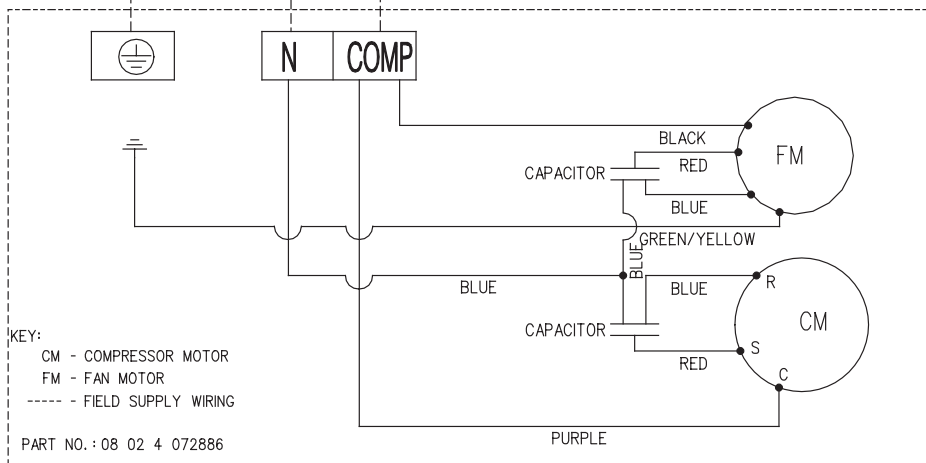 N COMP
BLACK
FM
CAPACITOR
RED
BLUE
GREEN/YELLOW
BLUE
BLUE
BLUE
R
CAPACITOR
CM
S
RED
C
PURPLE
KEY:
CM - COMPRESSOR MOTOR
FM - FAN MOTOR
----- - FIELD SUPPLY WIRING
PART NO.: 08 02 4 072886